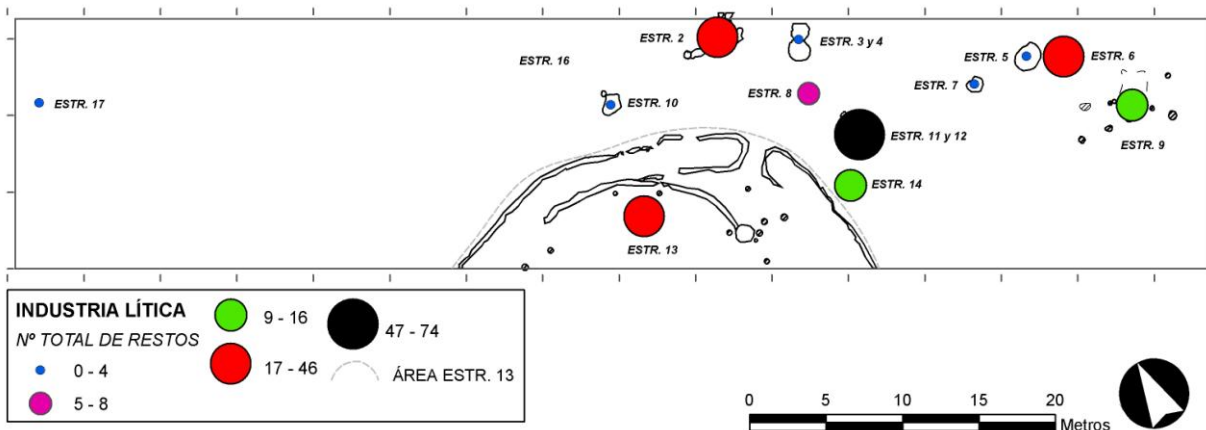 ESTR. 2
ESTR. 3 y 4
ESTR. 16
ESTR. 5
ESTR. 6
ESTR. 17
ESTR. 10
ESTR. 8
ESTR. 7
ESTR. 11 y 12
ESTR. 9
ESTR. 14
ESTR. 13
INDUSTRIA LÍTICA
Nº TOTAL DE RESTOS
0 - 4
5 - 8
9 - 16
17 - 46
47 - 74
ÁREA ESTR. 13
0 5 10 15 20
Metros